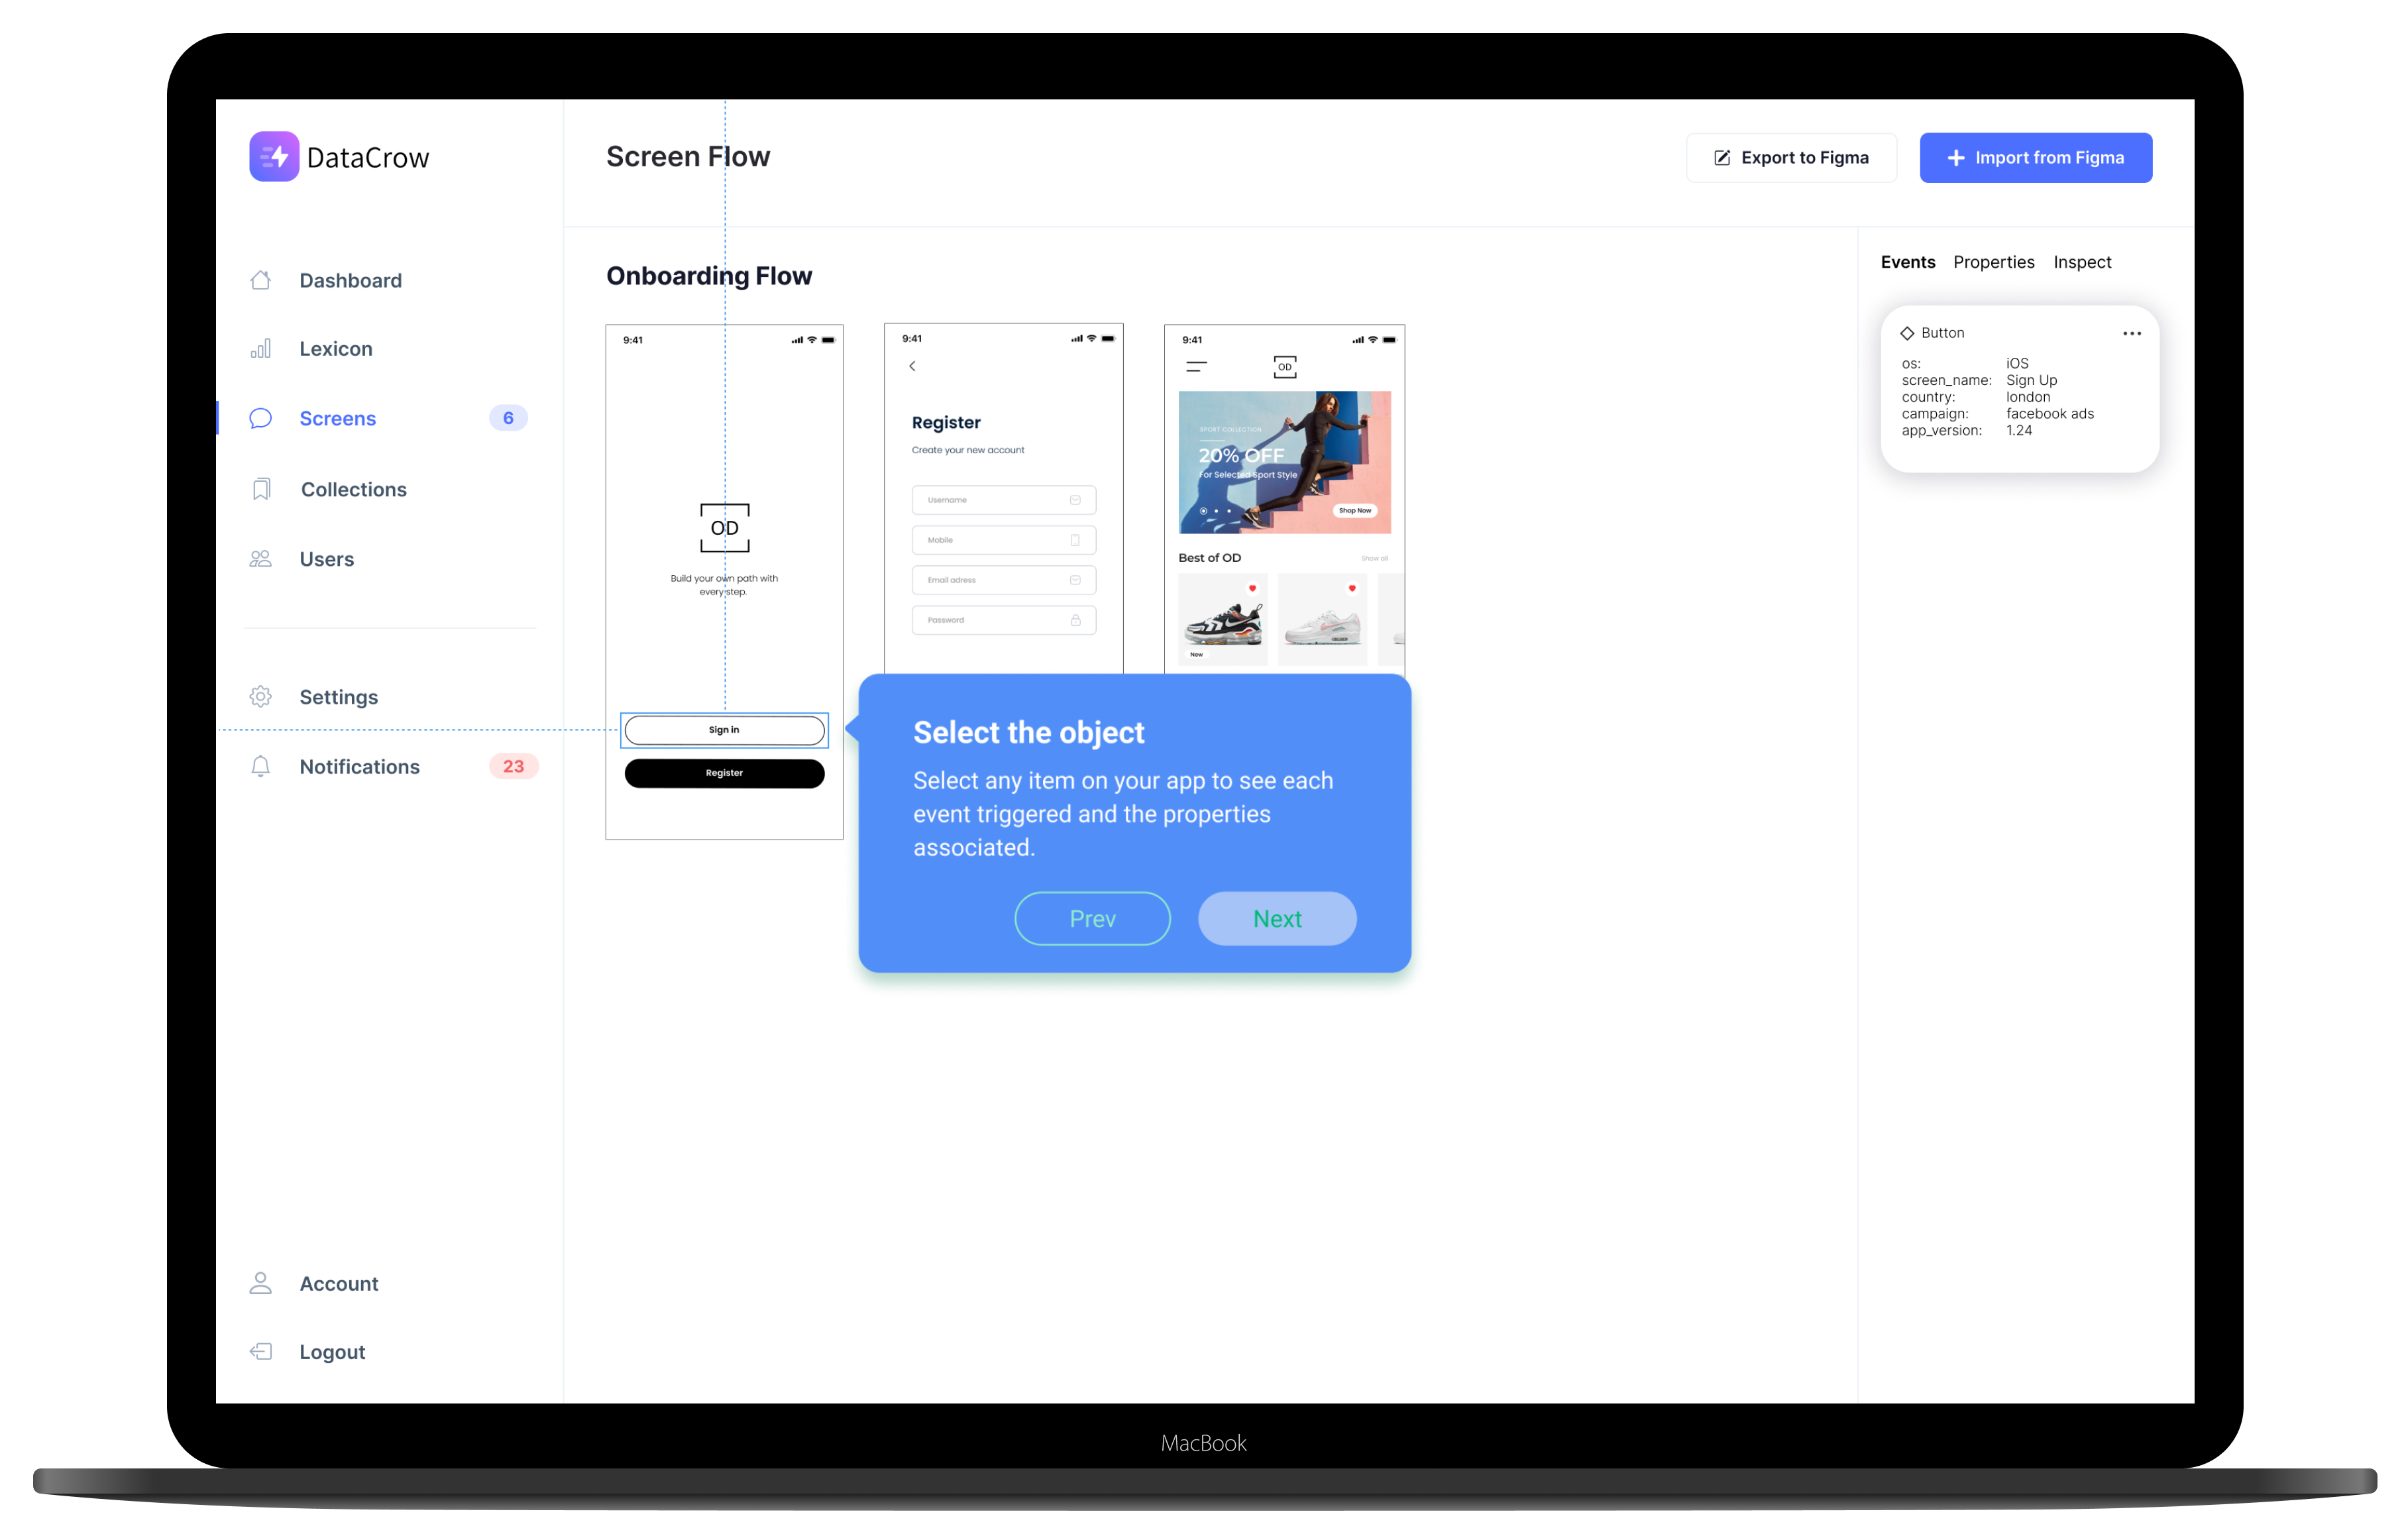 DataCrow
Screen Flow
Export to Figma
Import from Figma
Dashboard
Lexicon
Screens
6
Collections
Users
Settings
Notifications
23
Account
Logout
Onboarding Flow
9:41
OD
Build your own path with
every step.
Sign in
Register
9:41
Register
Create your new account
Username
Mobile
Email adress
Password
9:41
OD
SPORT COLLECTION
20% OFF
For Selected Sport Style
Shop Now
Best of OD
Show all
New
Select the object
Select any item on your app to see each
event triggered and the properties
associated.
Prev
Next
Events Properties Inspect
Button
os: iOS
screen_name: Sign Up
country: london
campaign: facebook ads
app_version: 1.24
MacBook